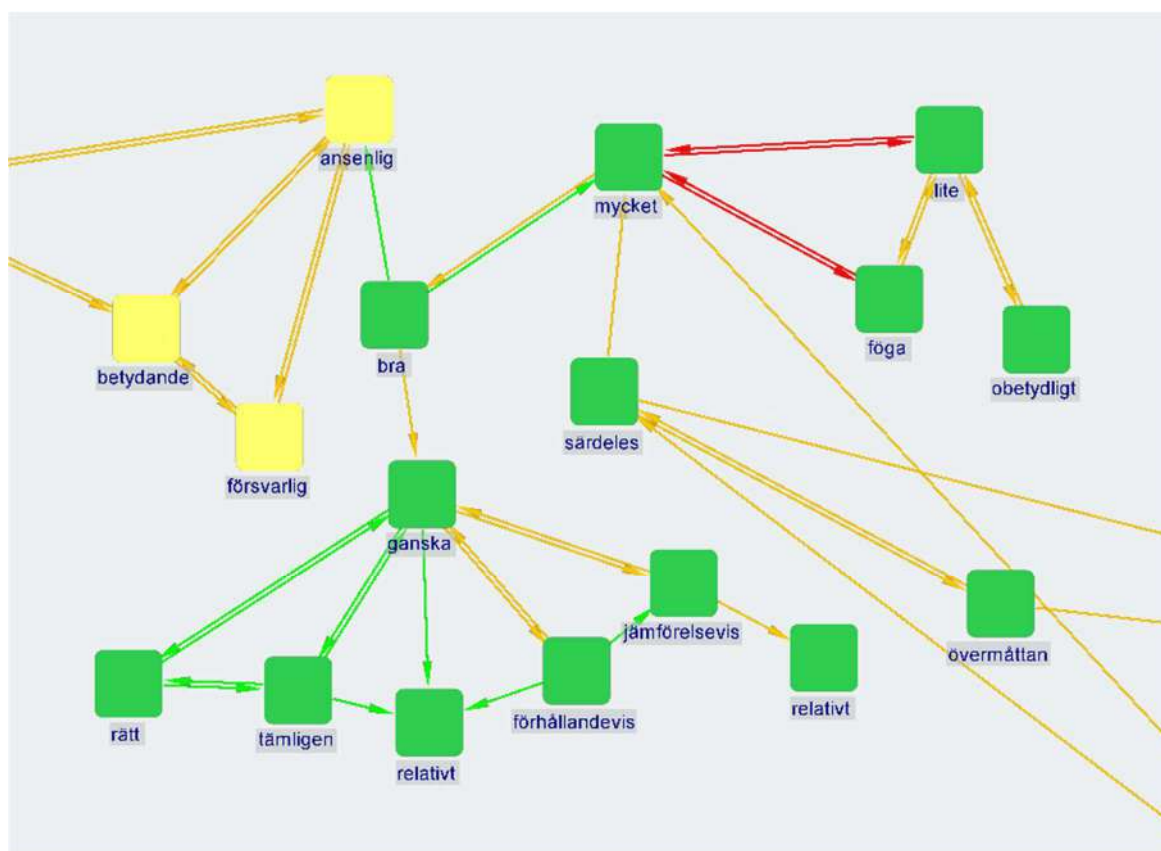 ansenlig
mycket
lite
betydande
bra
föga
obetydligt
särdeles
försvarlig
ganska
jämförelsevis
övermåttan
rätt
tämligen
relativt
förhållandevis
relativt